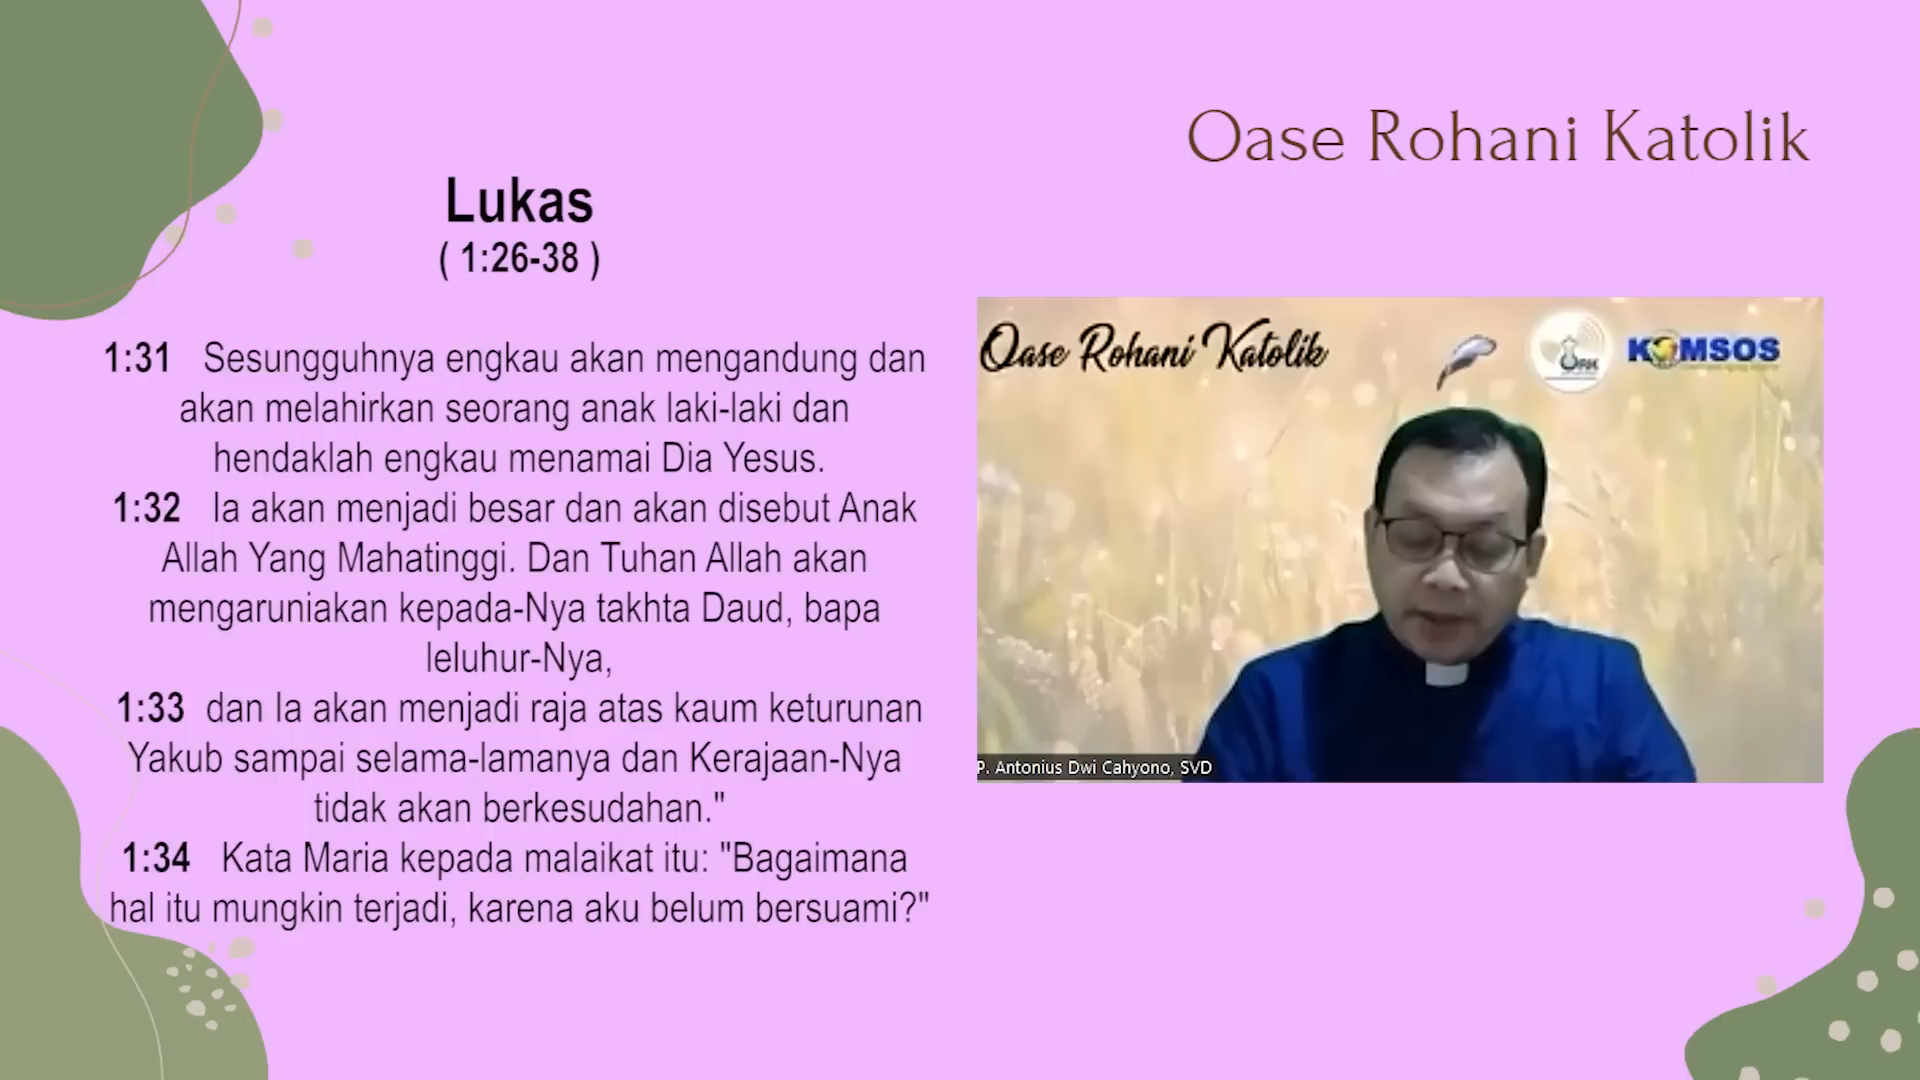 Oase Rohani Katolik
Lukas
( 1:26-38 )
1:31 Sesungguhnya engkau akan mengandung dan
akan melahirkan seorang anak laki-laki dan
hendaklah engkau menamai Dia Yesus.
1:32 Ia akan menjadi besar dan akan disebut Anak
Allah Yang Mahatinggi. Dan Tuhan Allah akan
mengaruniakan kepada-Nya takhta Daud, bapa
leluhur-Nya,
1:33 dan Ia akan menjadi raja atas kaum keturunan
Yakub sampai selama-lamanya dan Kerajaan-Nya
tidak akan berkesudahan."
1:34 Kata Maria kepada malaikat itu: "Bagaimana
hal itu mungkin terjadi, karena aku belum bersuami?"
Oase Rohani Katolik
KOMSOS
P. Antonius Dwi Cahyono, SVD